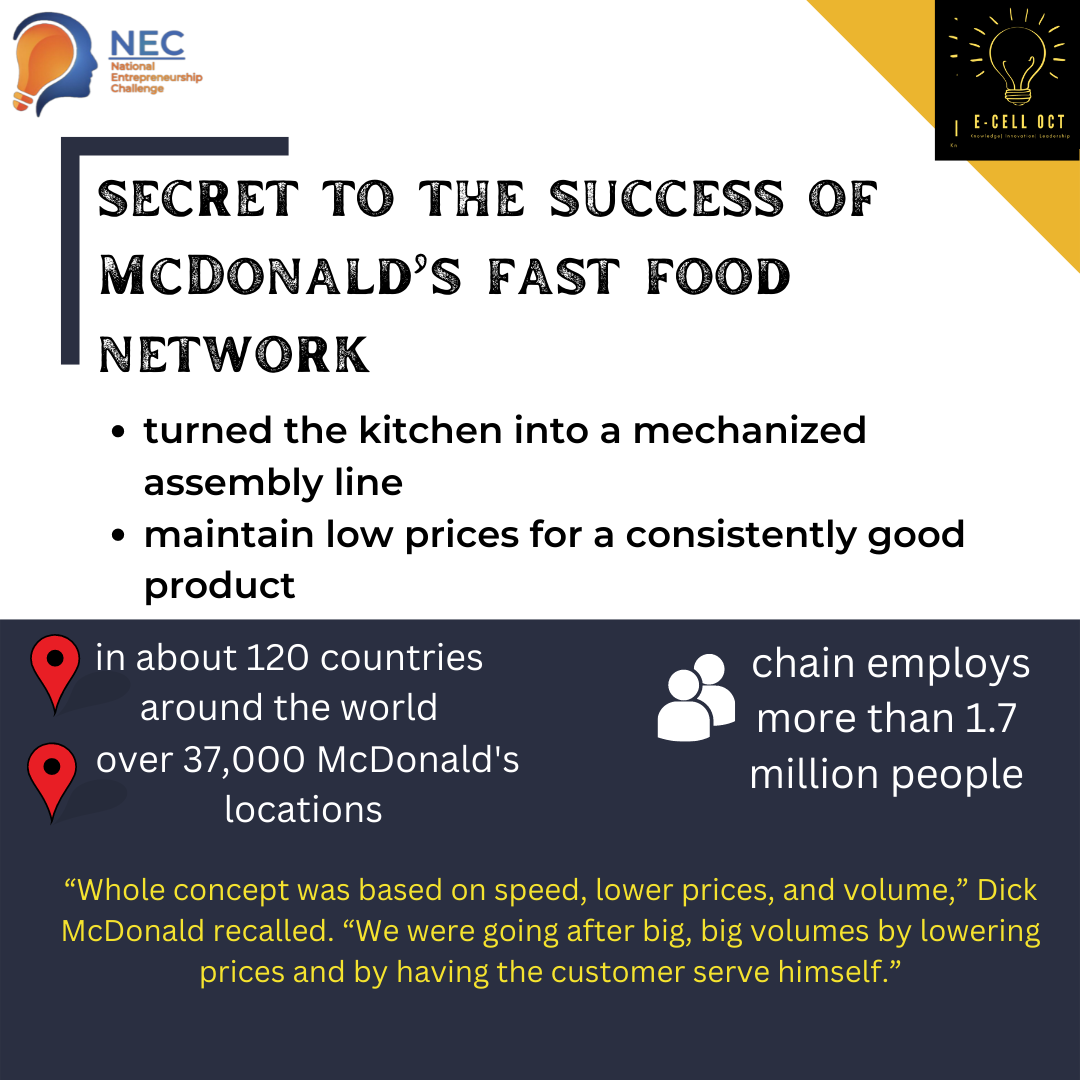 NEC
National
Entrepreneurship
Challenge
E-CELL OCT
Knowledge| Innovation| Leadership
Kn
SECRET TO THE SUCCESS OF
McDONALD’S FAST FOOD
NETWORK
• turned the kitchen into a mechanized
assembly line
• maintain low prices for a consistently good
product
in about 120 countries
around the world
over 37,000 McDonald's
locations
chain employs
more than 1.7
million people
“Whole concept was based on speed, lower prices, and volume,” Dick
McDonald recalled. “We were going after big, big volumes by lowering
prices and by having the customer serve himself.”